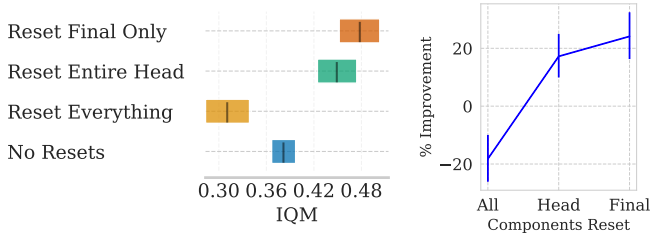 Reset Final Only
Reset Entire Head
Reset Everything
No Resets
0.30 0.36 0.42 0.48
IQM
% Improvement
20
0
−20
All Head Final
Components Reset